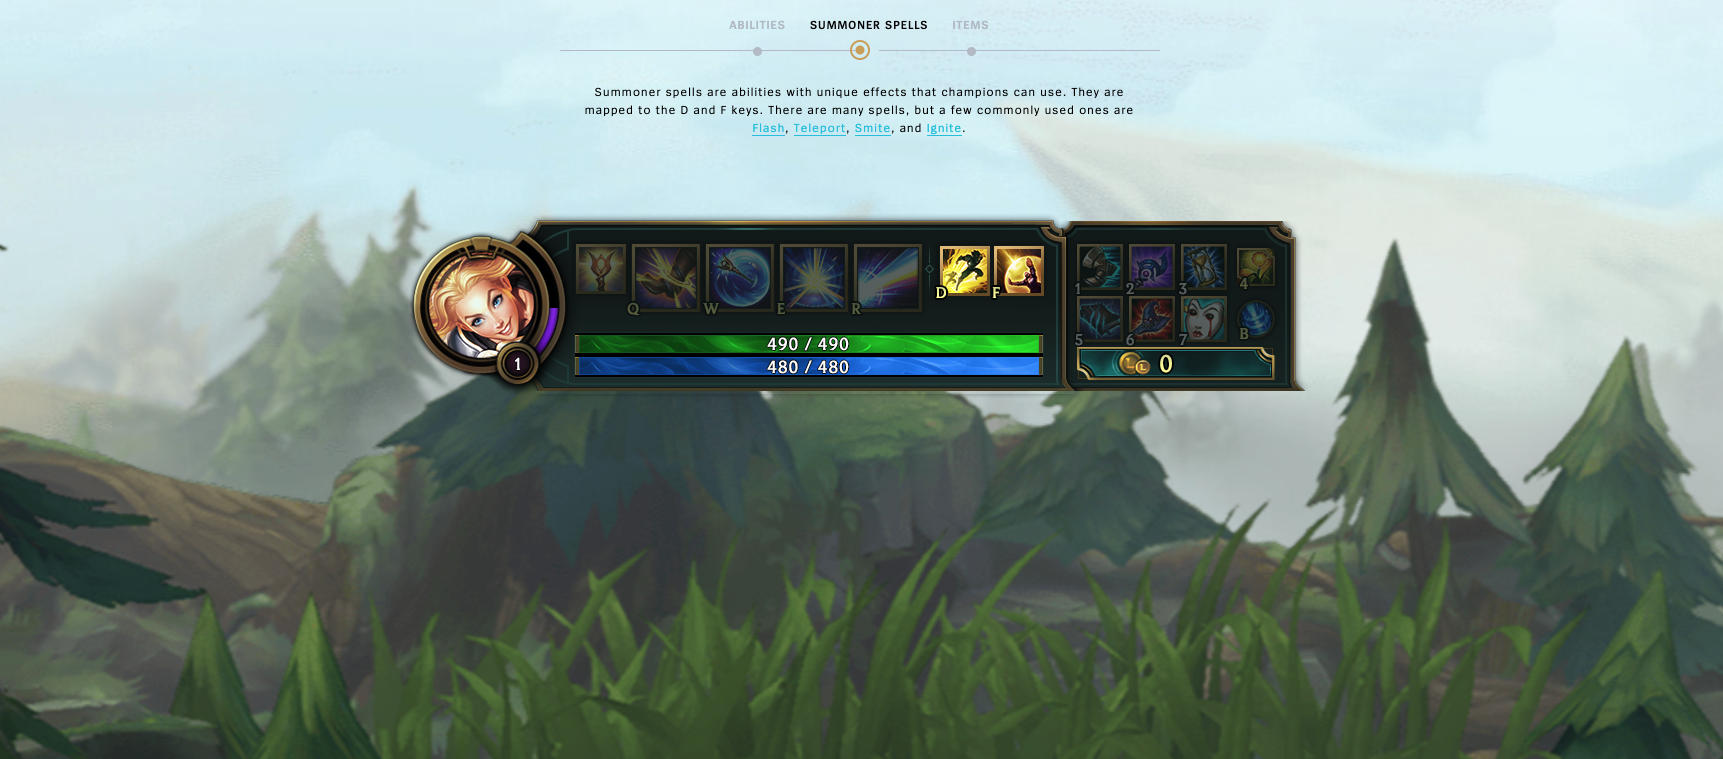 ABILITIES SUMMONER SPELLS ITEMS
Summoner spells are abilities with unique effects that champions can use. They are
mapped to the D and F keys. There are many spells, but a few commonly used ones are
Flash, Teleport, Smite, and Ignite.
Q W E R D F
1 2 3 4
5 6 7 B
490 / 490
480 / 480
1
0